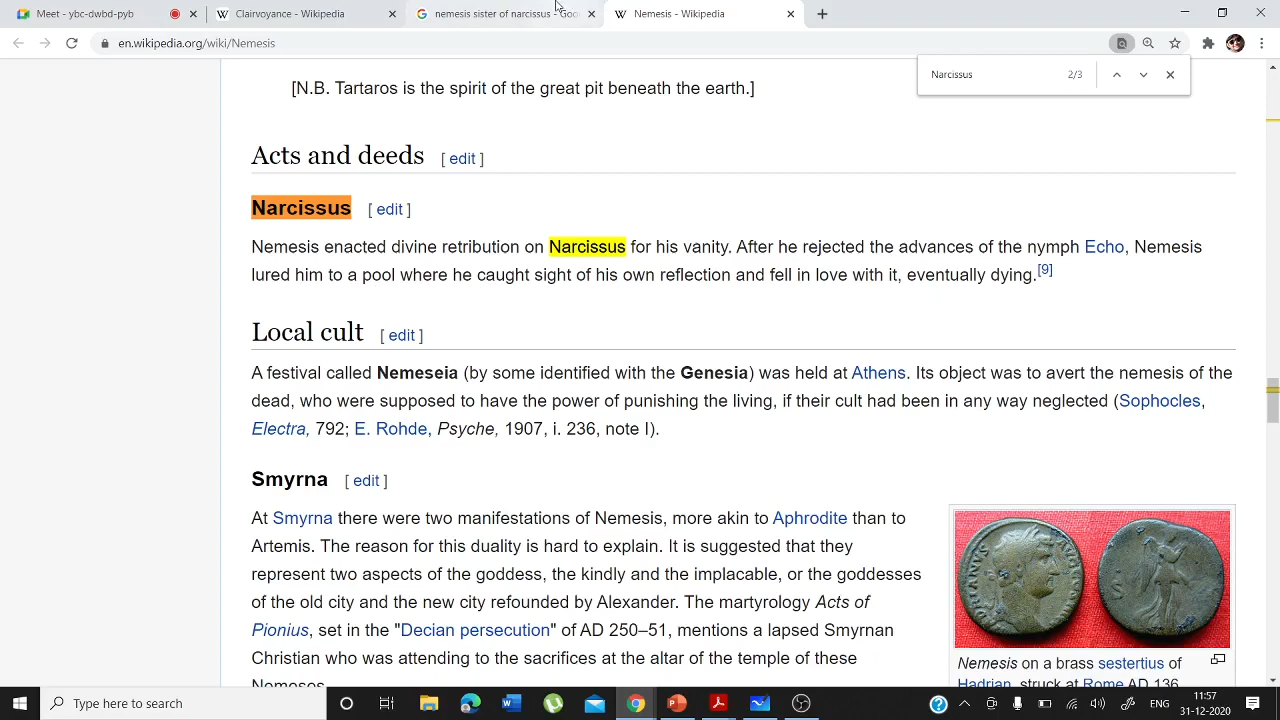 Meet - ybc-dwbd-pyb
Clairvoyance - Wikipedia
nemesis sister of narcissus - Goo
Nemesis - Wikipedia
en.wikipedia.org/wiki/Nemesis
Narcissus 2/3
[N.B. Tartaros is the spirit of the great pit beneath the earth.]
Acts and deeds [ edit ]
Narcissus [ edit ]
Nemesis enacted divine retribution on Narcissus for his vanity. After he rejected the advances of the nymph Echo, Nemesis
lured him to a pool where he caught sight of his own reflection and fell in love with it, eventually dying.[9]
Local cult [ edit ]
A festival called Nemeseia (by some identified with the Genesia) was held at Athens. Its object was to avert the nemesis of the
dead, who were supposed to have the power of punishing the living, if their cult had been in any way neglected (Sophocles,
Electra, 792; E. Rohde, Psyche, 1907, i. 236, note I).
Smyrna [ edit ]
At Smyrna there were two manifestations of Nemesis, more akin to Aphrodite than to
Artemis. The reason for this duality is hard to explain. It is suggested that they
represent two aspects of the goddess, the kindly and the implacable, or the goddesses
of the old city and the new city refounded by Alexander. The martyrology Acts of
Pionius, set in the "Decian persecution" of AD 250–51, mentions a lapsed Smyrnan
Christian who was attending to the sacrifices at the altar of the temple of these
Nemeses.
Nemesis on a brass sestertius of
Hadrian, struck at Rome AD 136
Type here to search
ENG
11:57
31-12-2020